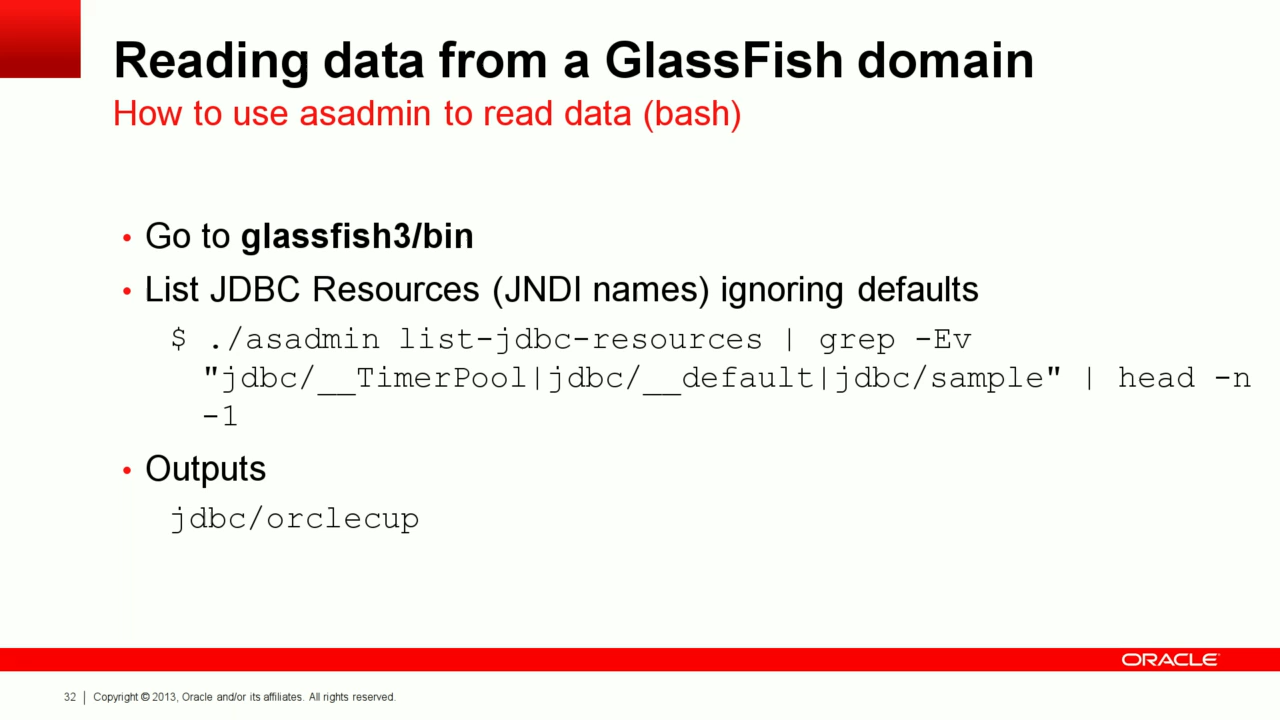 Reading data from a GlassFish domain
How to use asadmin to read data (bash)
• Go to glassfish3/bin
• List JDBC Resources (JNDI names) ignoring defaults
$ ./asadmin list-jdbc-resources | grep -Ev
"jdbc/__TimerPool|jdbc/__default|jdbc/sample" | head -n
-1
• Outputs
jdbc/orclecup
ORACLE
32 | Copyright © 2013, Oracle and/or its affiliates. All rights reserved.